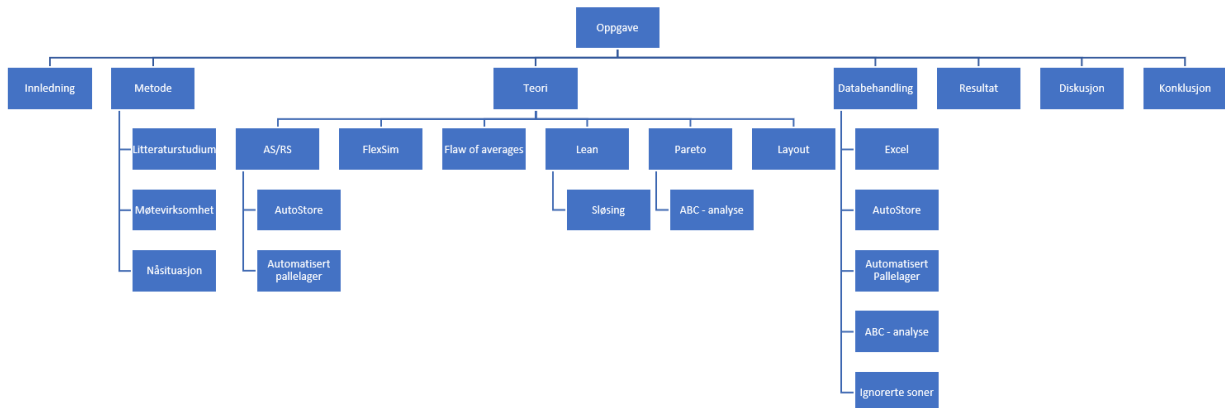 Oppgave
Innledning
Metode
Teori
Databehandling
Resultat
Diskusjon
Konklusjon
Litteraturstudium
AS/RS
FlexSim
Flaw of averages
Lean
Pareto
Layout
Excel
Møtevirksomhet
AutoStore
Sløsing
ABC - analyse
AutoStore
Nåsituasjon
Automatisert
pallelager
Automatisert
Pallelager
ABC - analyse
Ignorerte soner